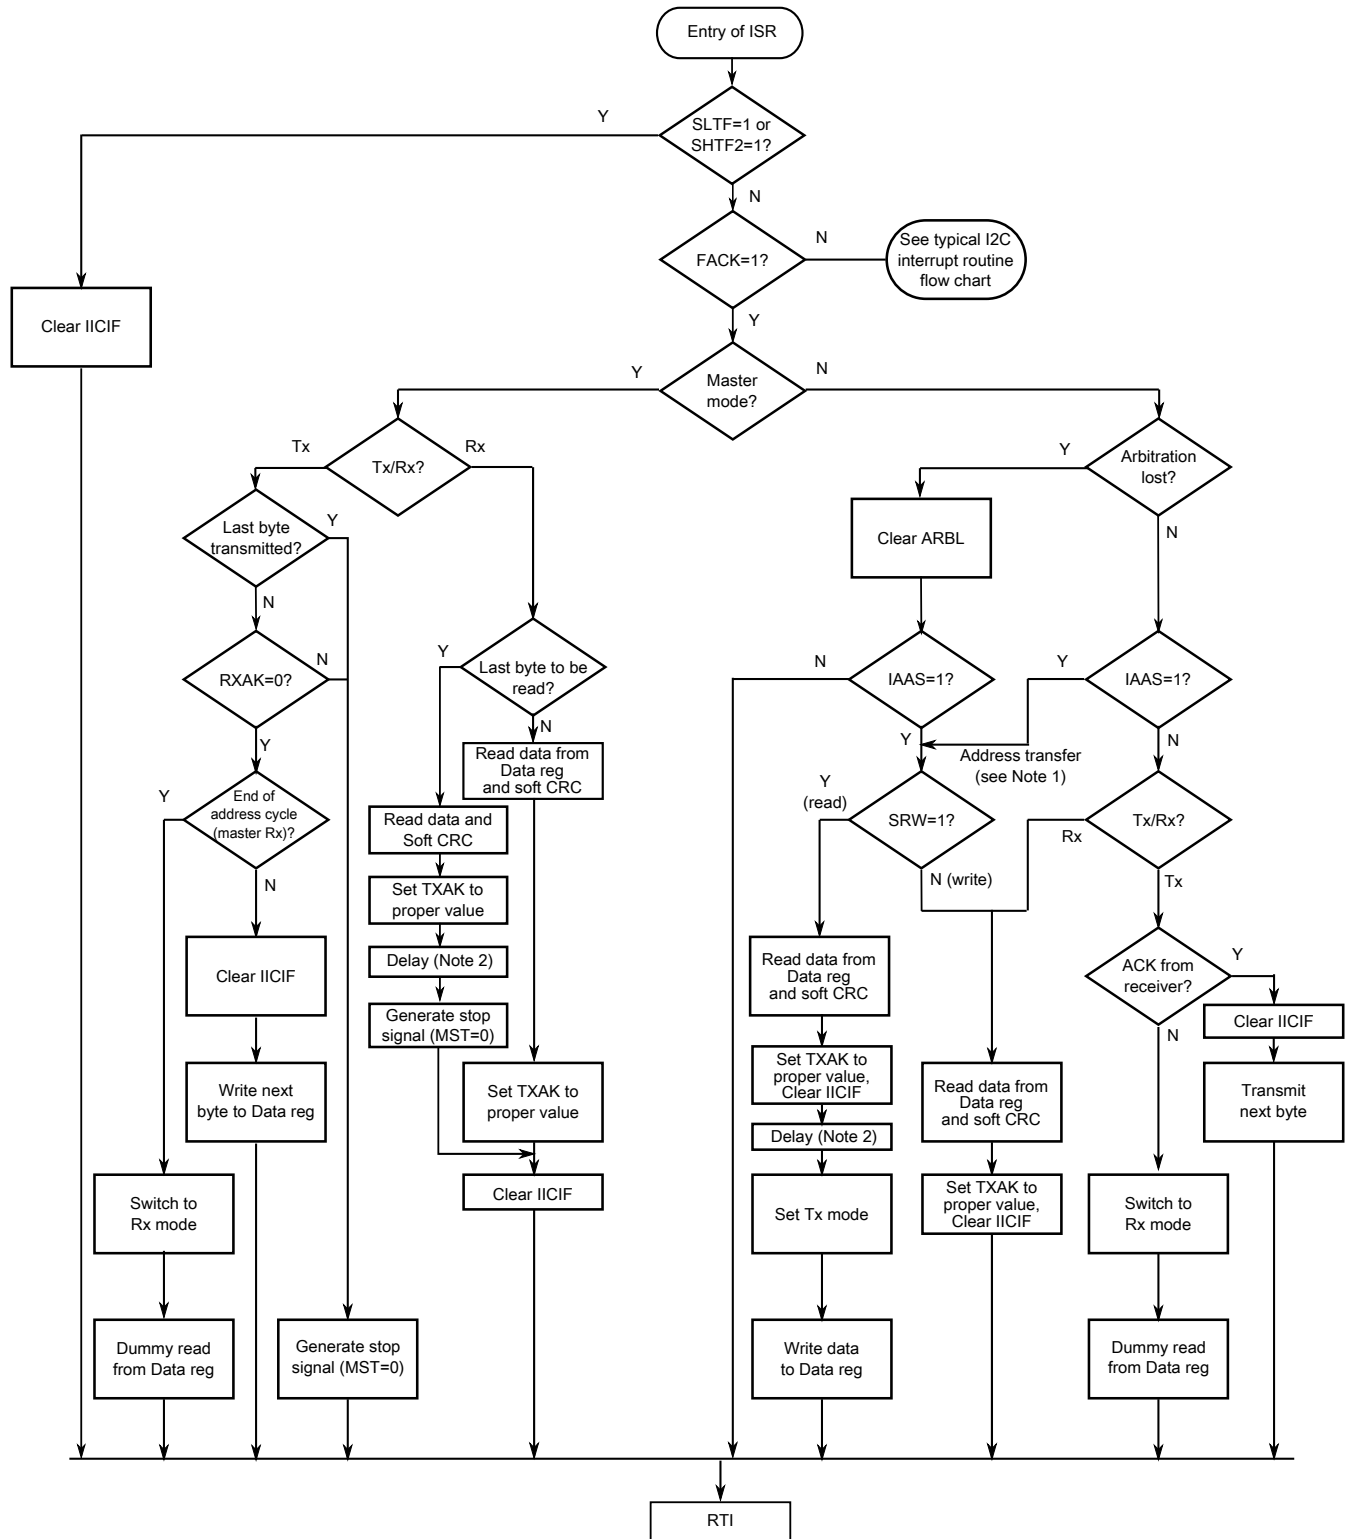 Entry of ISR
Y
SLTF=1 or
SHTF2=1?
N
FACK=1?
N
See typical I2C
interrupt routine
flow chart
Clear IICIF
Y
Y
Master
mode?
N
Tx
Tx/Rx?
Rx
Y
Arbitration
lost?
Last byte
transmitted?
Y
Clear ARBL
N
N
RXAK=0?
N
Y
Last byte to be
read?
N
IAAS=1?
Y
IAAS=1?
Y
N
Y
Address transfer
(see Note 1)
N
Read data from
Data reg
and soft CRC
Y
End of
address cycle
(master Rx)?
Y
(read)
SRW=1?
Rx
Tx/Rx?
Read data and
Soft CRC
N
N (write)
Tx
Set TXAK to
proper value
Clear IICIF
Delay (Note 2)
Read data from
Data reg
and soft CRC
ACK from
receiver?
Y
Generate stop
signal (MST=0)
Clear IICIF
N
Write next
byte to Data reg
Set TXAK to
proper value
Set TXAK to
proper value,
Clear IICIF
Read data from
Data reg
and soft CRC
Transmit
next byte
Delay (Note 2)
Switch to
Rx mode
Clear IICIF
Set Tx mode
Set TXAK to
proper value,
Clear IICIF
Switch to
Rx mode
Dummy read
from Data reg
Generate stop
signal (MST=0)
Write data
to Data reg
Dummy read
from Data reg
RTI